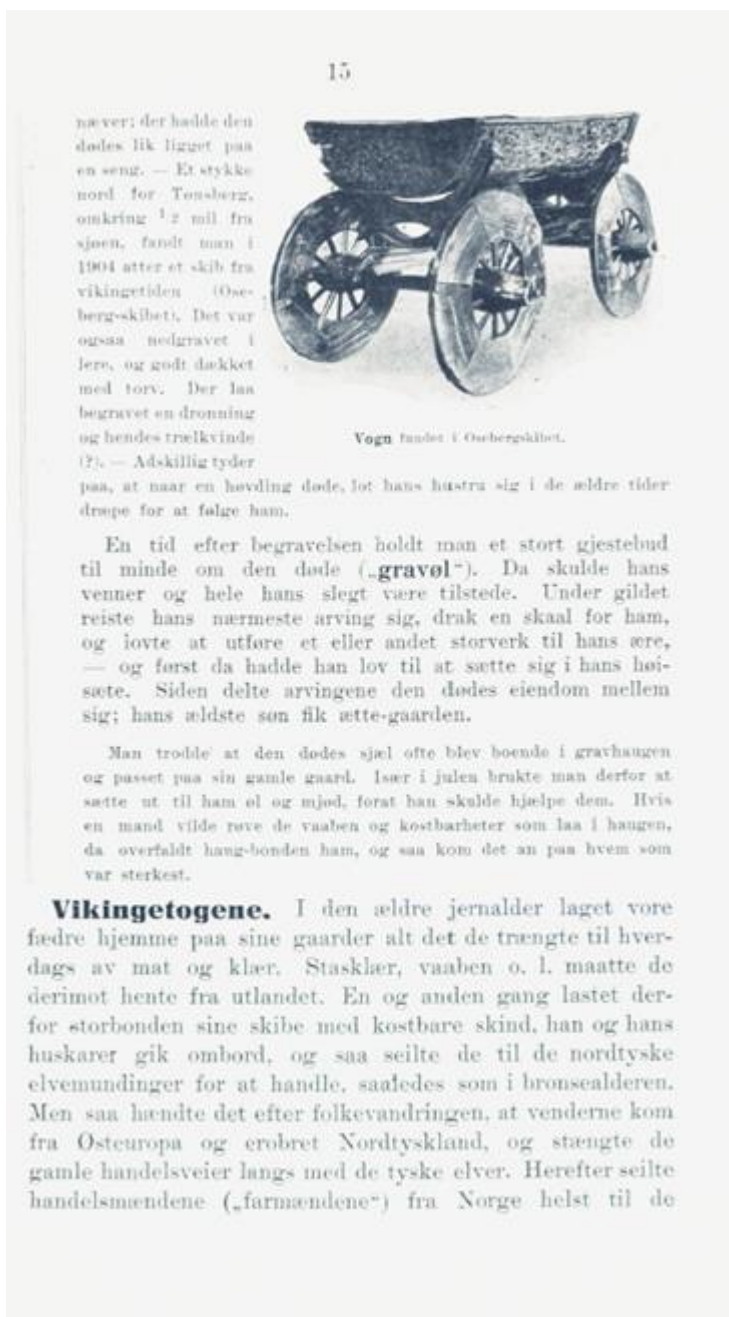 15
næver; der hadde den
dødes lik ligget paa
en seng. — Et stykke
nord for Tønsberg,
omkring 1/2 mil fra
sjøen, fandt man i
1904 atter et skib fra
vikingetiden (Ose-
berg-skibet). Det var
ogsaa nedgravet i
lere, og godt dækket
med torv. Der laa
begravet en dronning
og hendes trælkvinde
(?). — Adskillig tyder
paa, at naar en høvding døde, lot hans hustru sig i de ældre tider
dræpe for at følge ham.
Vogn fundet i Osebergskibet.
En tid efter begravelsen holdt man et stort gjestebud
til minde om den døde („gravøl“). Da skulde hans
venner og hele hans slegt være tilstede. Under gildet
reiste hans nærmeste arving sig, drak en skaal for ham,
og lovte at utføre et eller andet storverk til hans ære,
— og først da hadde han lov til at sætte sig i hans høi-
sæte. Siden delte arvingene den dødes eiendom mellem
sig; hans ældste søn fik ætte-gaarden.
Man trodde at den dødes sjæl ofte blev boende i gravhaugen
og passet paa sin gamle gaard. Især i julen brukte man derfor at
sætte ut til ham øl og mjød, forat han skulde hjælpe dem. Hvis
en mand vilde røve de vaaben og kostbarheter som laa i haugen,
da overfaldt haug-bonden ham, og saa kom det an paa hvem som
var sterkest.
Vikingetogene. I den ældre jernalder laget vore
fædre hjemme paa sine gaarder alt det de trængte til hver-
dags av mat og klær. Stasklær, vaaben o. l. maatte de
derimot hente fra utlandet. En og anden gang lastet der-
for storbonden sine skibe med kostbare skind, han og hans
huskarer gik ombord, og saa seilte de til de nordtyske
elvemundinger for at handle, saaledes som i bronsealderen.
Men saa hændte det efter folkevandringen, at venderne kom
fra Østeuropa og erobret Nordtyskland, og stængte de
gamle handelsveier langs med de tyske elver. Herefter seilte
handelsmændene („farmændene“) fra Norge helst til de